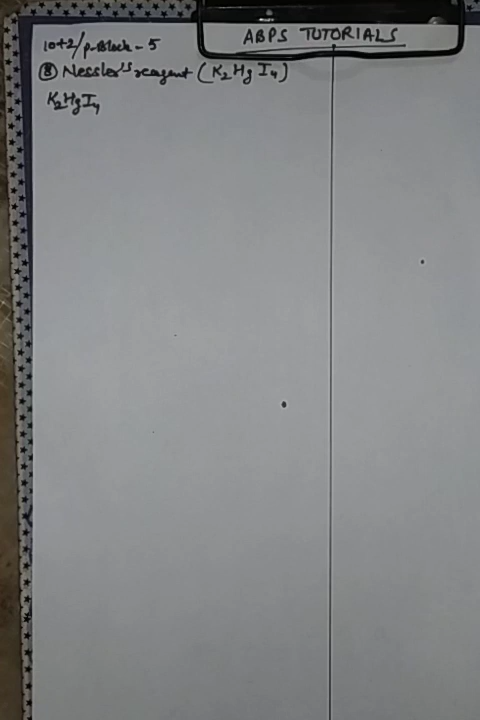 ABPS TUTORIALS
10+2/p-Block-5
⑧ Nessler's reagent (K₂HgI₄)
K₂HgI₄